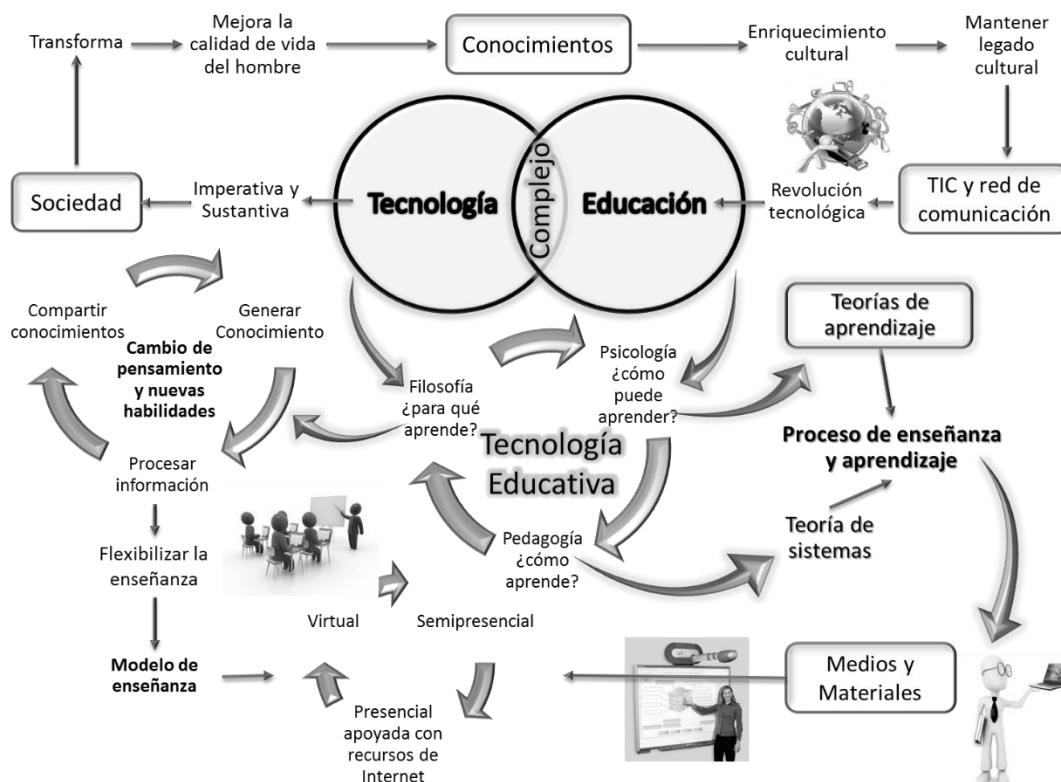 Transforma
Mejora la
calidad de vida
del hombre
Conocimientos
Enriquecimiento
cultural
Mantener
legado
cultural
Sociedad
Imperativa y
Sustantiva
Tecnología
Complejo
Educación
Revolución
tecnológica
TIC y red de
comunicación
Compartir
conocimientos
Generar
Conocimiento
Cambio de
pensamiento
y nuevas
habilidades
Procesar
información
Filosofía
¿para qué
aprende?
Psicología
¿cómo
puede
aprender?
Tecnología
Educativa
Pedagogía
¿cómo
aprende?
Teorías de
aprendizaje
Proceso de enseñanza
y aprendizaje
Teoría de
sistemas
Flexibilizar la
enseñanza
Virtual
Semipresencial
Modelo de
enseñanza
Presencial
apoyada con
recursos de
Internet
Medios y
Materiales